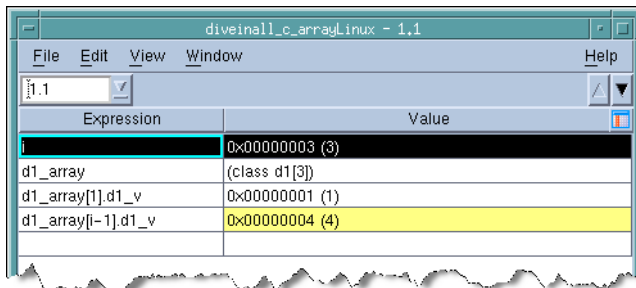 diveinall_c_arrayLinux - 1.1
File Edit View Window Help
1.1
Expression Value
i 0x00000003 (3)
d1_array (class d1[3])
d1_array[1].d1_v 0x00000001 (1)
d1_array[i-1].d1_v 0x00000004 (4)